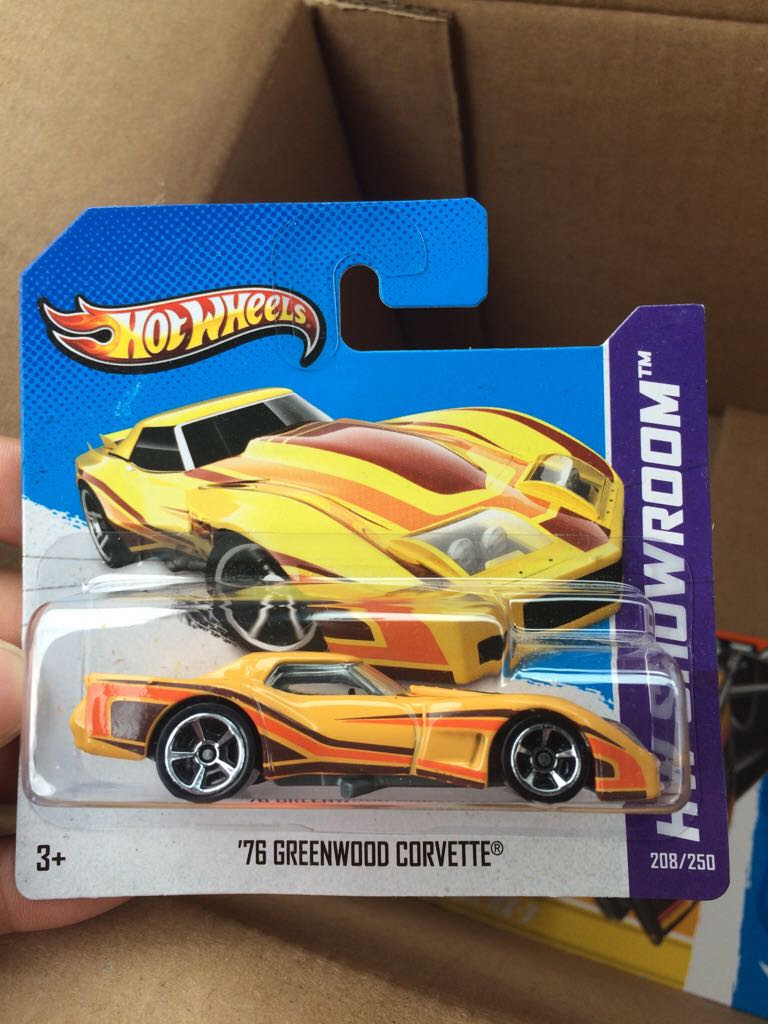 HOT WHEELS
HW SHOWROOM™
3+
'76 GREENWOOD CORVETTE®
208/250